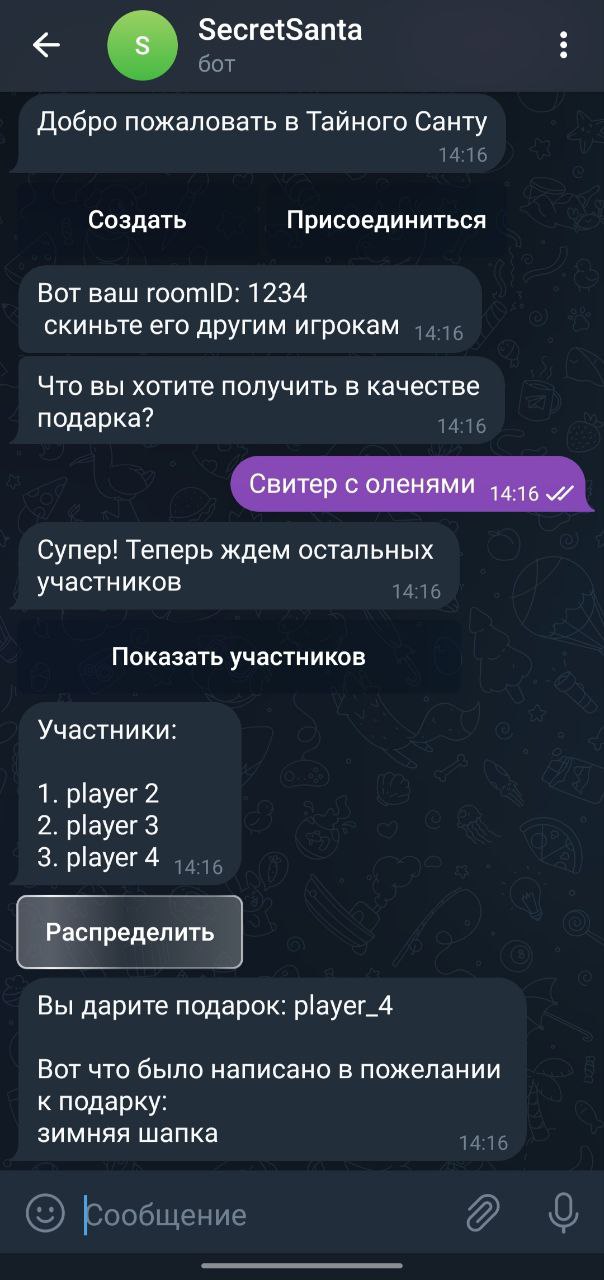 SecretSanta
S
бот
Добро пожаловать в Тайного Санту
14:16
Создать
Присоединиться
Вот ваш roomID: 1234
скиньте его другим игрокам
14:16
Что вы хотите получить в качестве
подарка?
14:16
Свитер с оленями
14:16
Супер! Теперь ждем остальных
участников
14:16
Показать участников
Участники:
1. player 2
2. player 3
3. player 4
14:16
Распределить
Вы дарите подарок: player_4
Вот что было написано в пожелании
к подарку:
зимняя шапка
14:16
Сообщение